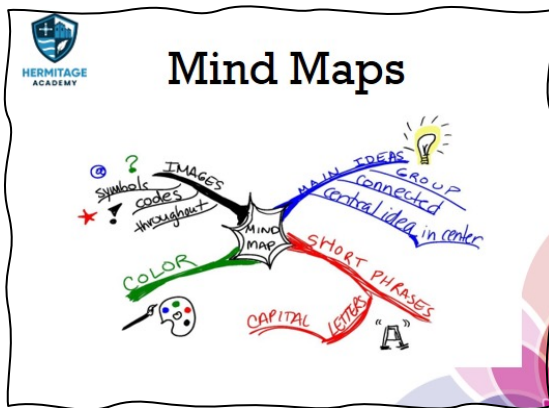 HERMITAGE
ACADEMY
Mind Maps
IMAGES
symbols
codes
throughout
MAIN IDEAS
GROUP
connected
central idea in center
MIND
MAP
COLOR
SHORT PHRASES
CAPITAL
LETTERS
@
?
!
"A"